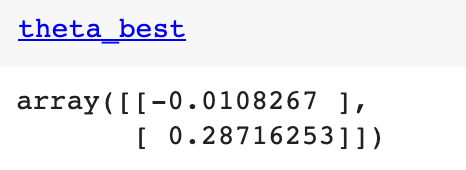 theta_best
array([[-0.0108267 ],
       [ 0.28716253]])